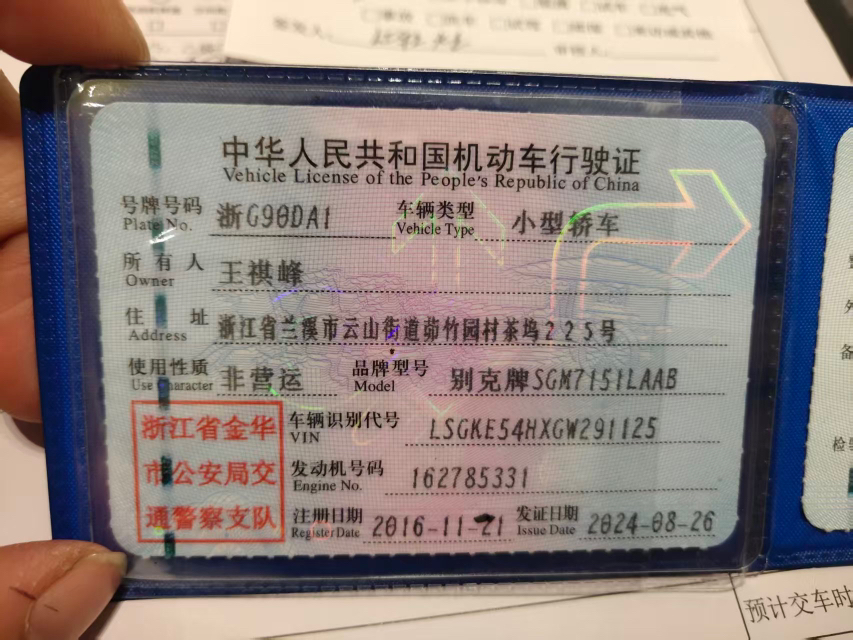 中华人民共和国机动车行驶证
Vehicle License of the People's Republic of China
号牌号码 浙G90DA1 车辆类型 小型轿车
Plate No. Vehicle Type
所有人 王祺峰
Owner
住址 浙江省兰溪市云山街道茆竹园村茶坞225号
Address
使用性质 非营运 品牌型号 别克牌SGM7151LAAB
Use Character Model
浙江省金华
市公安局交
通警察支队
车辆识别代号 LSGKE54HXGW291125
VIN
发动机号码 162785331
Engine No.
注册日期 2016-11-21 发证日期 2024-08-26
Register Date Issue Date
预计交车时